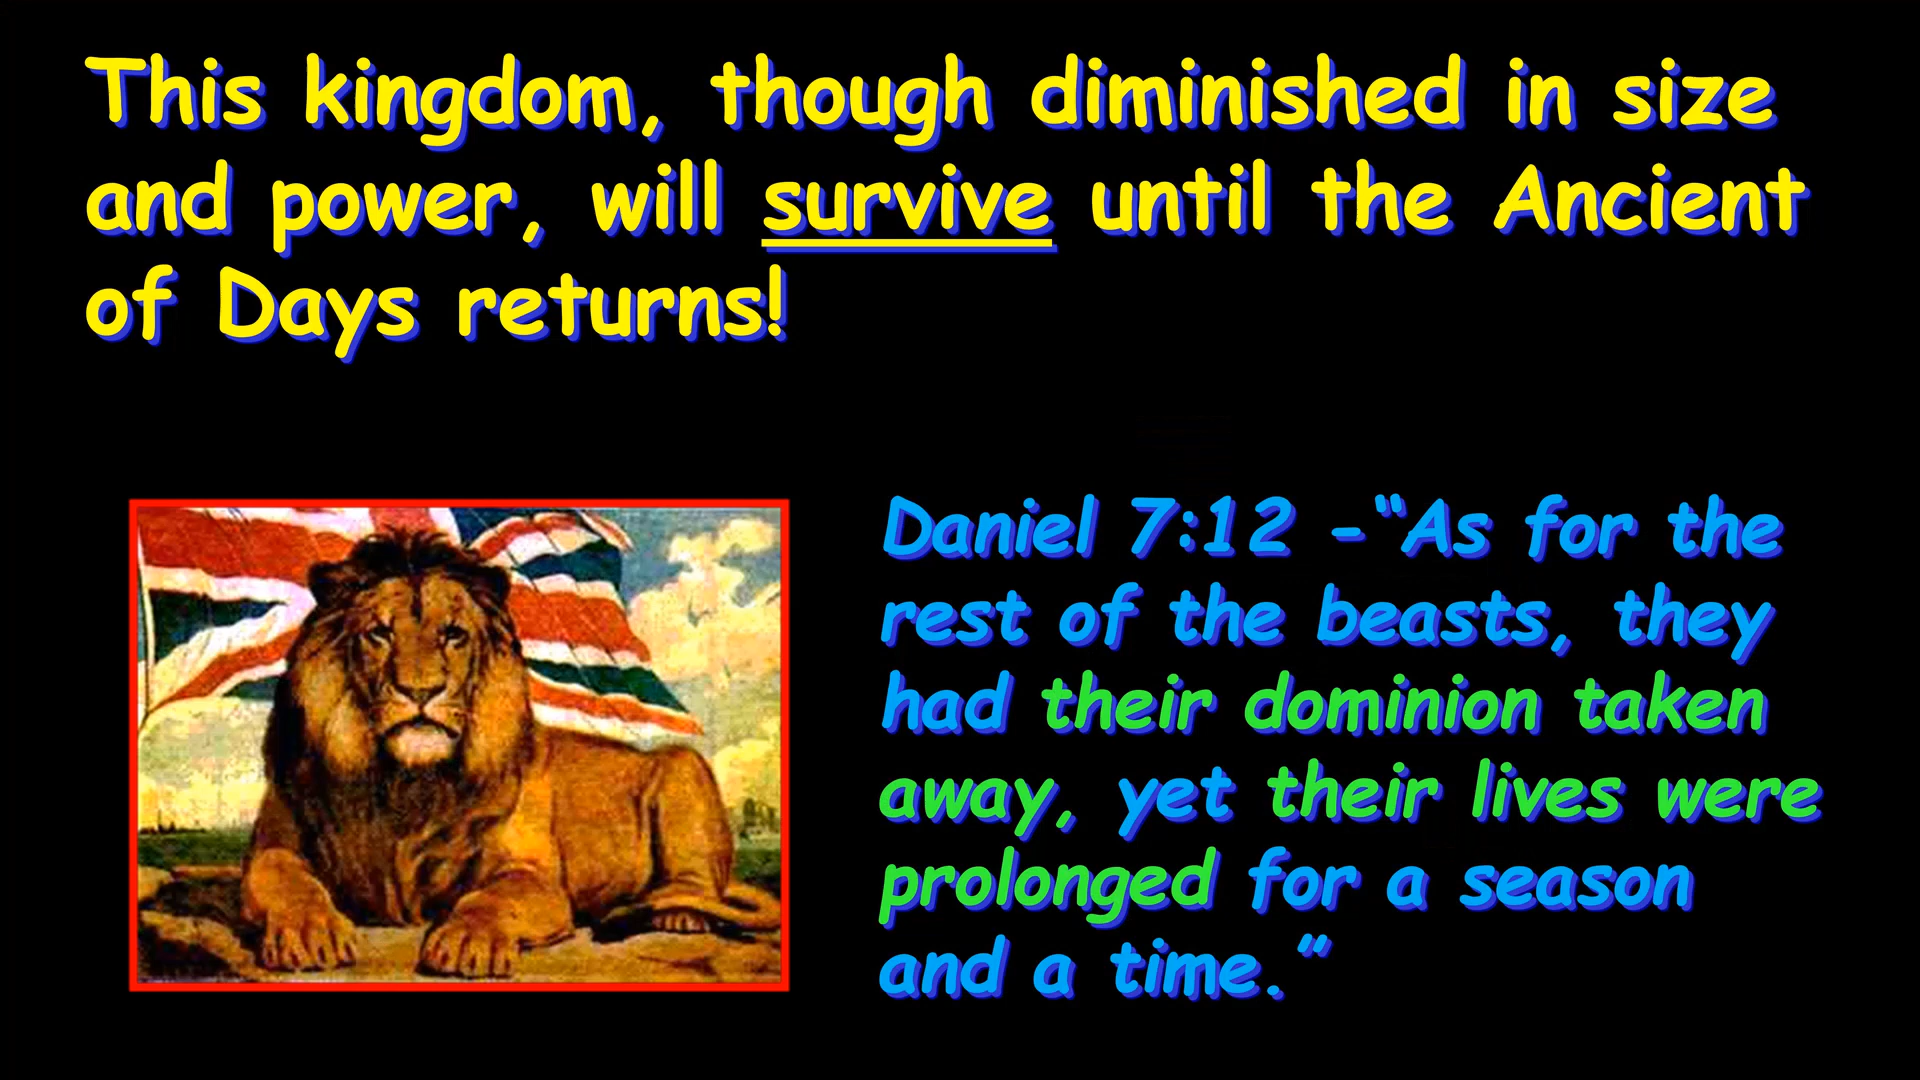 This kingdom, though diminished in size
and power, will survive until the Ancient
of Days returns!
Daniel 7:12 -“As for the
rest of the beasts, they
had their dominion taken
away, yet their lives were
prolonged for a season
and a time.”